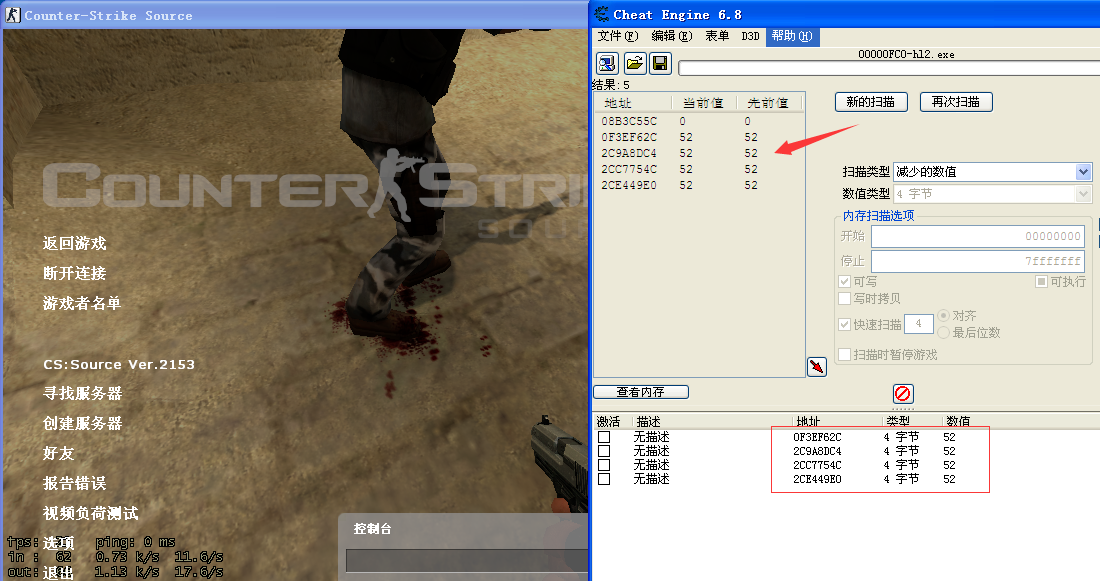 Counter-Strike Source
COUNTER STRIK
SOU
返回游戏
断开连接
游戏者名单
CS:Source Ver.2153
寻找服务器
创建服务器
好友
报告错误
视频负荷测试
选项
退出
控制台
fps: ping: 0 ms
in : 62 0.73 k/s 11.6/s
out: 1.13 k/s 17.6/s
Cheat Engine 6.8
文件(F) 编辑(E) 表单 D3D 帮助(H)
00000FC0-hl2.exe
结果: 5
地址 当前值 先前值
08B3C55C 0 0
0F3EF62C 52 52
2C9A8DC4 52 52
2CC7754C 52 52
2CE449E0 52 52
新的扫描 再次扫描
扫描类型 减少的数值
数值类型 4 字节
内存扫描选项
开始 00000000
停止 7fffffff
可写 可执行
写时拷贝
快速扫描 4 对齐
最后位数
扫描时暂停游戏
查看内存
激活 描述 地址 类型 数值
无描述 0F3EF62C 4 字节 52
无描述 2C9A8DC4 4 字节 52
无描述 2CC7754C 4 字节 52
无描述 2CE449E0 4 字节 52